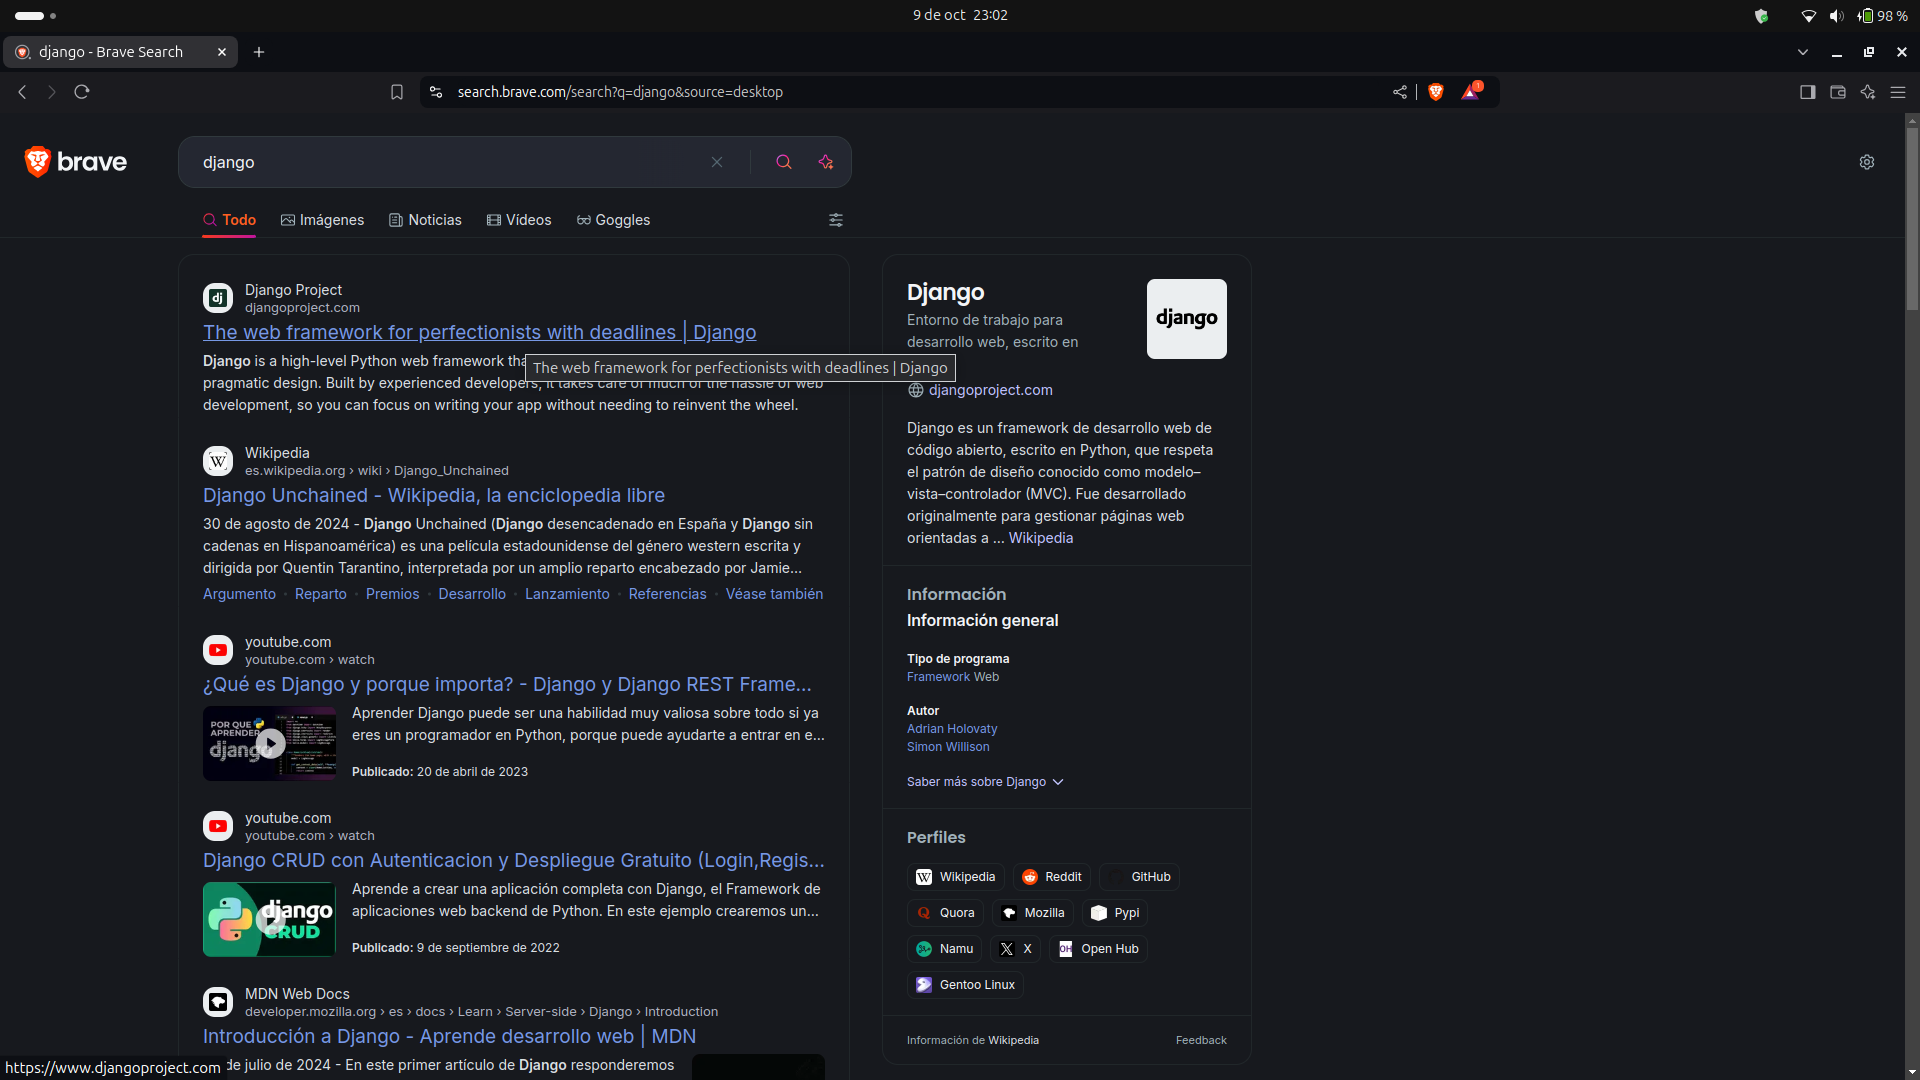 9 de oct 23:02
98 %
django - Brave Search
search.brave.com/search?q=django&source=desktop
1
brave
django
Todo
Imágenes
Noticias
Vídeos
Goggles
Django Project
djangoproject.com
The web framework for perfectionists with deadlines | Django
Django is a high-level Python web framework
The web framework for perfectionists with deadlines | Django
pragmatic design. Built by experienced developers, it takes care of much of the hassle of web
development, so you can focus on writing your app without needing to reinvent the wheel.
Wikipedia
es.wikipedia.org › wiki › Django_Unchained
Django Unchained - Wikipedia, la enciclopedia libre
30 de agosto de 2024 - Django Unchained (Django desencadenado en España y Django sin
cadenas en Hispanoamérica) es una película estadounidense del género western escrita y
dirigida por Quentin Tarantino, interpretada por un amplio reparto encabezado por Jamie...
Argumento · Reparto · Premios · Desarrollo · Lanzamiento · Referencias · Véase también
youtube.com
youtube.com › watch
¿Qué es Django y porque importa? - Django y Django REST Frame...
POR QUE
APRENDER
django
Aprender Django puede ser una habilidad muy valiosa sobre todo si ya
eres un programador en Python, porque puede ayudarte a entrar en e...
Publicado: 20 de abril de 2023
youtube.com
youtube.com › watch
Django CRUD con Autenticacion y Despliegue Gratuito (Login,Regis...
django
CRUD
Aprende a crear una aplicación completa con Django, el Framework de
aplicaciones web backend de Python. En este ejemplo crearemos un...
Publicado: 9 de septiembre de 2022
MDN Web Docs
developer.mozilla.org › es › docs › Learn › Server-side › Django › Introduction
Introducción a Django - Aprende desarrollo web | MDN
de julio de 2024 - En este primer artículo de Django responderemos
https://www.djangoproject.com
Django
Entorno de trabajo para
desarrollo web, escrito en
django
djangoproject.com
Django es un framework de desarrollo web de
código abierto, escrito en Python, que respeta
el patrón de diseño conocido como modelo–
vista–controlador (MVC). Fue desarrollado
originalmente para gestionar páginas web
orientadas a ... Wikipedia
Información
Información general
Tipo de programa
Framework Web
Autor
Adrian Holovaty
Simon Willison
Saber más sobre Django
Perfiles
Wikipedia
Reddit
GitHub
Quora
Mozilla
Pypi
Namu
X
Open Hub
Gentoo Linux
Información de Wikipedia
Feedback